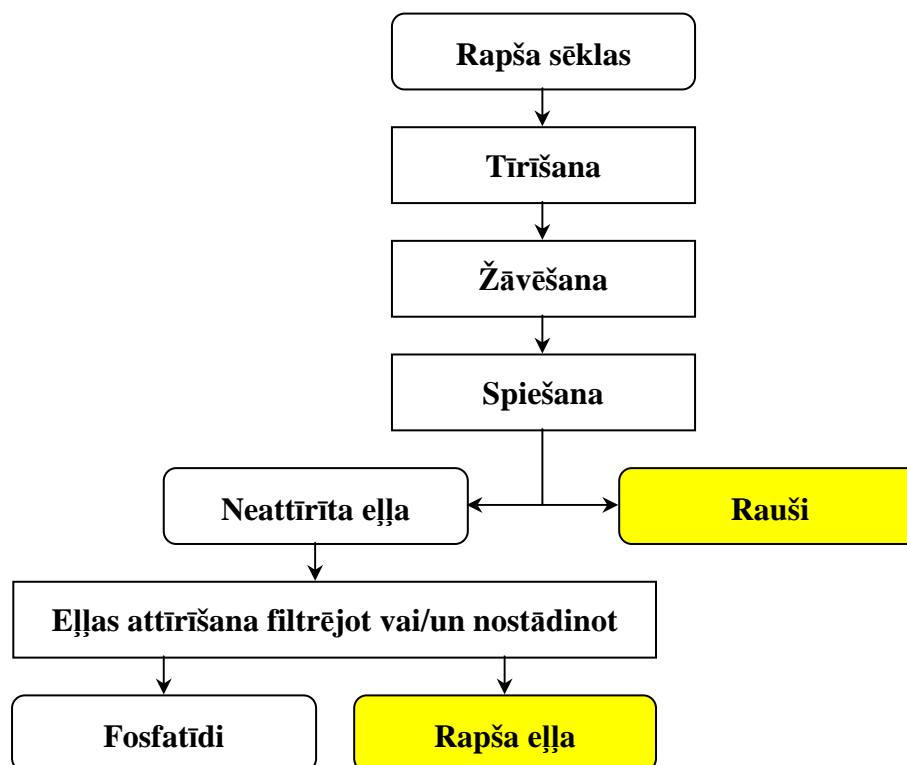 Rapša sēklas
Tīrīšana
Žāvēšana
Spiešana
Neattīrīta eļļa
Rauši
Eļļas attīrīšana filtrējot vai/un nostādinot
Fosfatīdi
Rapša eļļa